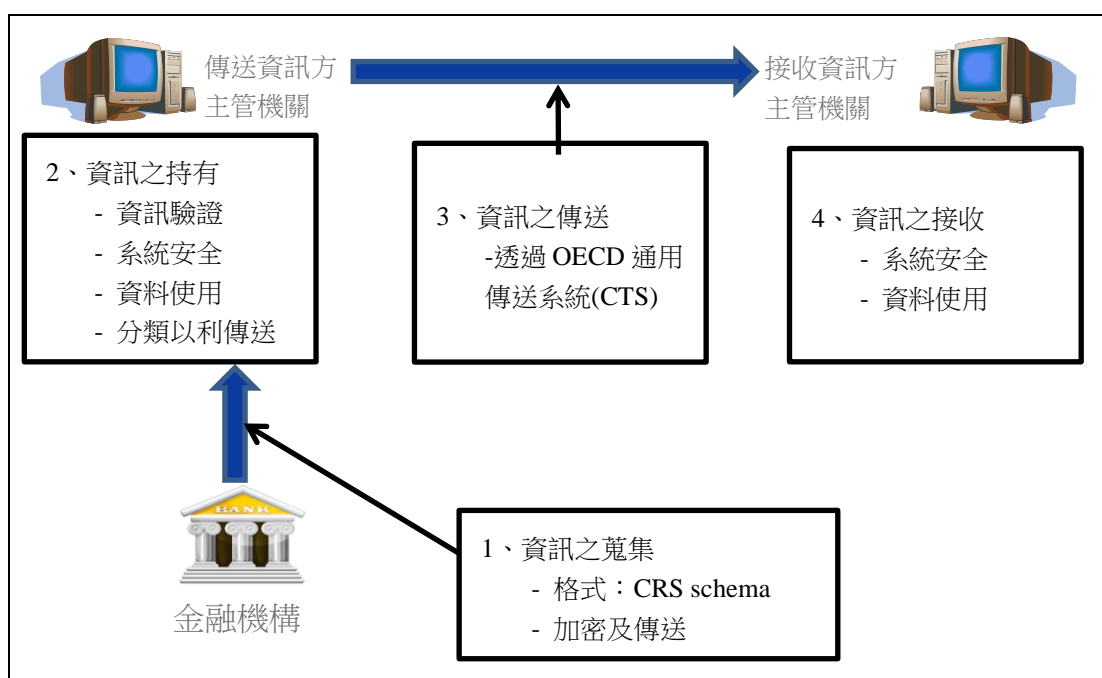 傳送資訊方
主管機關
接收資訊方
主管機關
2、資訊之持有
- 資訊驗證
- 系統安全
- 資料使用
- 分類以利傳送
3、資訊之傳送
-透過 OECD 通用
傳送系統(CTS)
4、資訊之接收
- 系統安全
- 資料使用
BANK
金融機構
1、資訊之蒐集
- 格式：CRS schema
- 加密及傳送